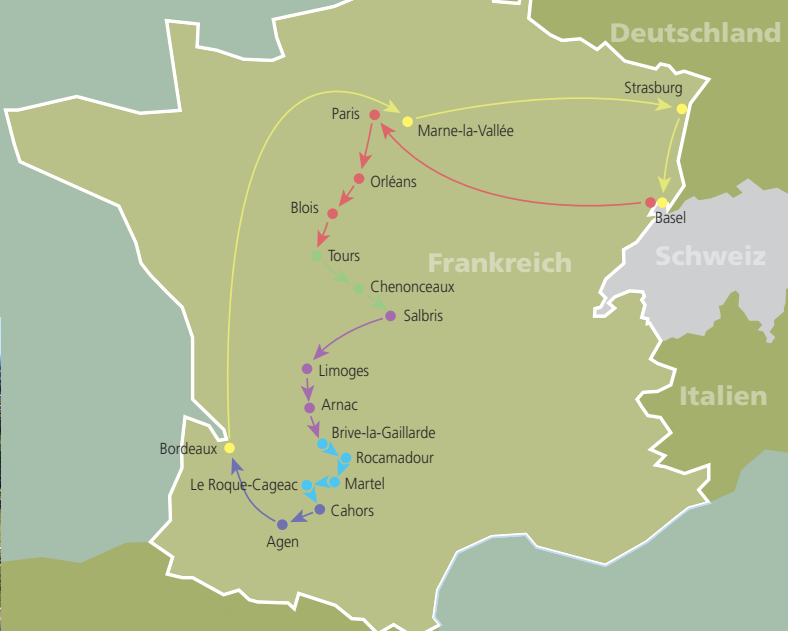 Deutschland
Strasburg
Paris
Marne-la-Vallée
Orléans
Blois
Basel
Tours
Frankreich
Schweiz
Chenonceaux
Salbris
Limoges
Italien
Arnac
Brive-la-Gaillarde
Bordeaux
Rocamadour
Le Roque-Cageac
Martel
Cahors
Agen